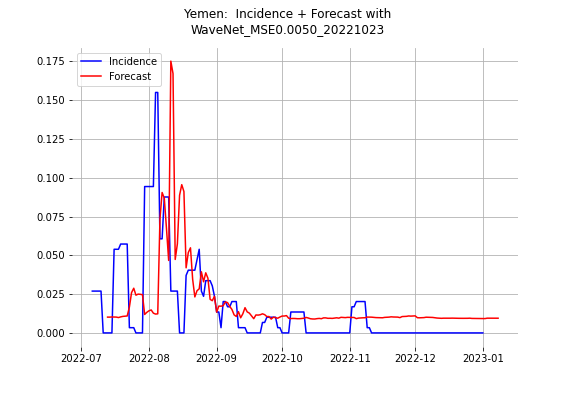 Yemen:  Incidence + Forecast with
WaveNet_MSE0.0050_20221023
Incidence
Forecast
0.175
0.150
0.125
0.100
0.075
0.050
0.025
0.000
2022-07 2022-08 2022-09 2022-10 2022-11 2022-12 2023-01